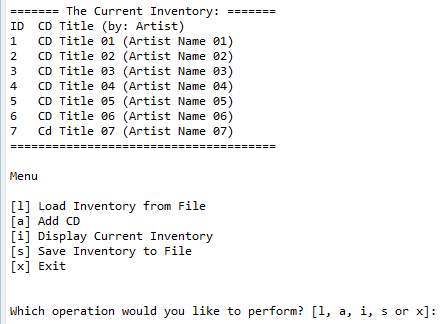 ======= The Current Inventory: =======
ID  CD Title (by: Artist)
1   CD Title 01 (Artist Name 01)
2   CD Title 02 (Artist Name 02)
3   CD Title 03 (Artist Name 03)
4   CD Title 04 (Artist Name 04)
5   CD Title 05 (Artist Name 05)
6   CD Title 06 (Artist Name 06)
7   Cd Title 07 (Artist Name 07)
======================================
Menu
[l] Load Inventory from File
[a] Add CD
[i] Display Current Inventory
[s] Save Inventory to File
[x] Exit
Which operation would you like to perform? [l, a, i, s or x]: